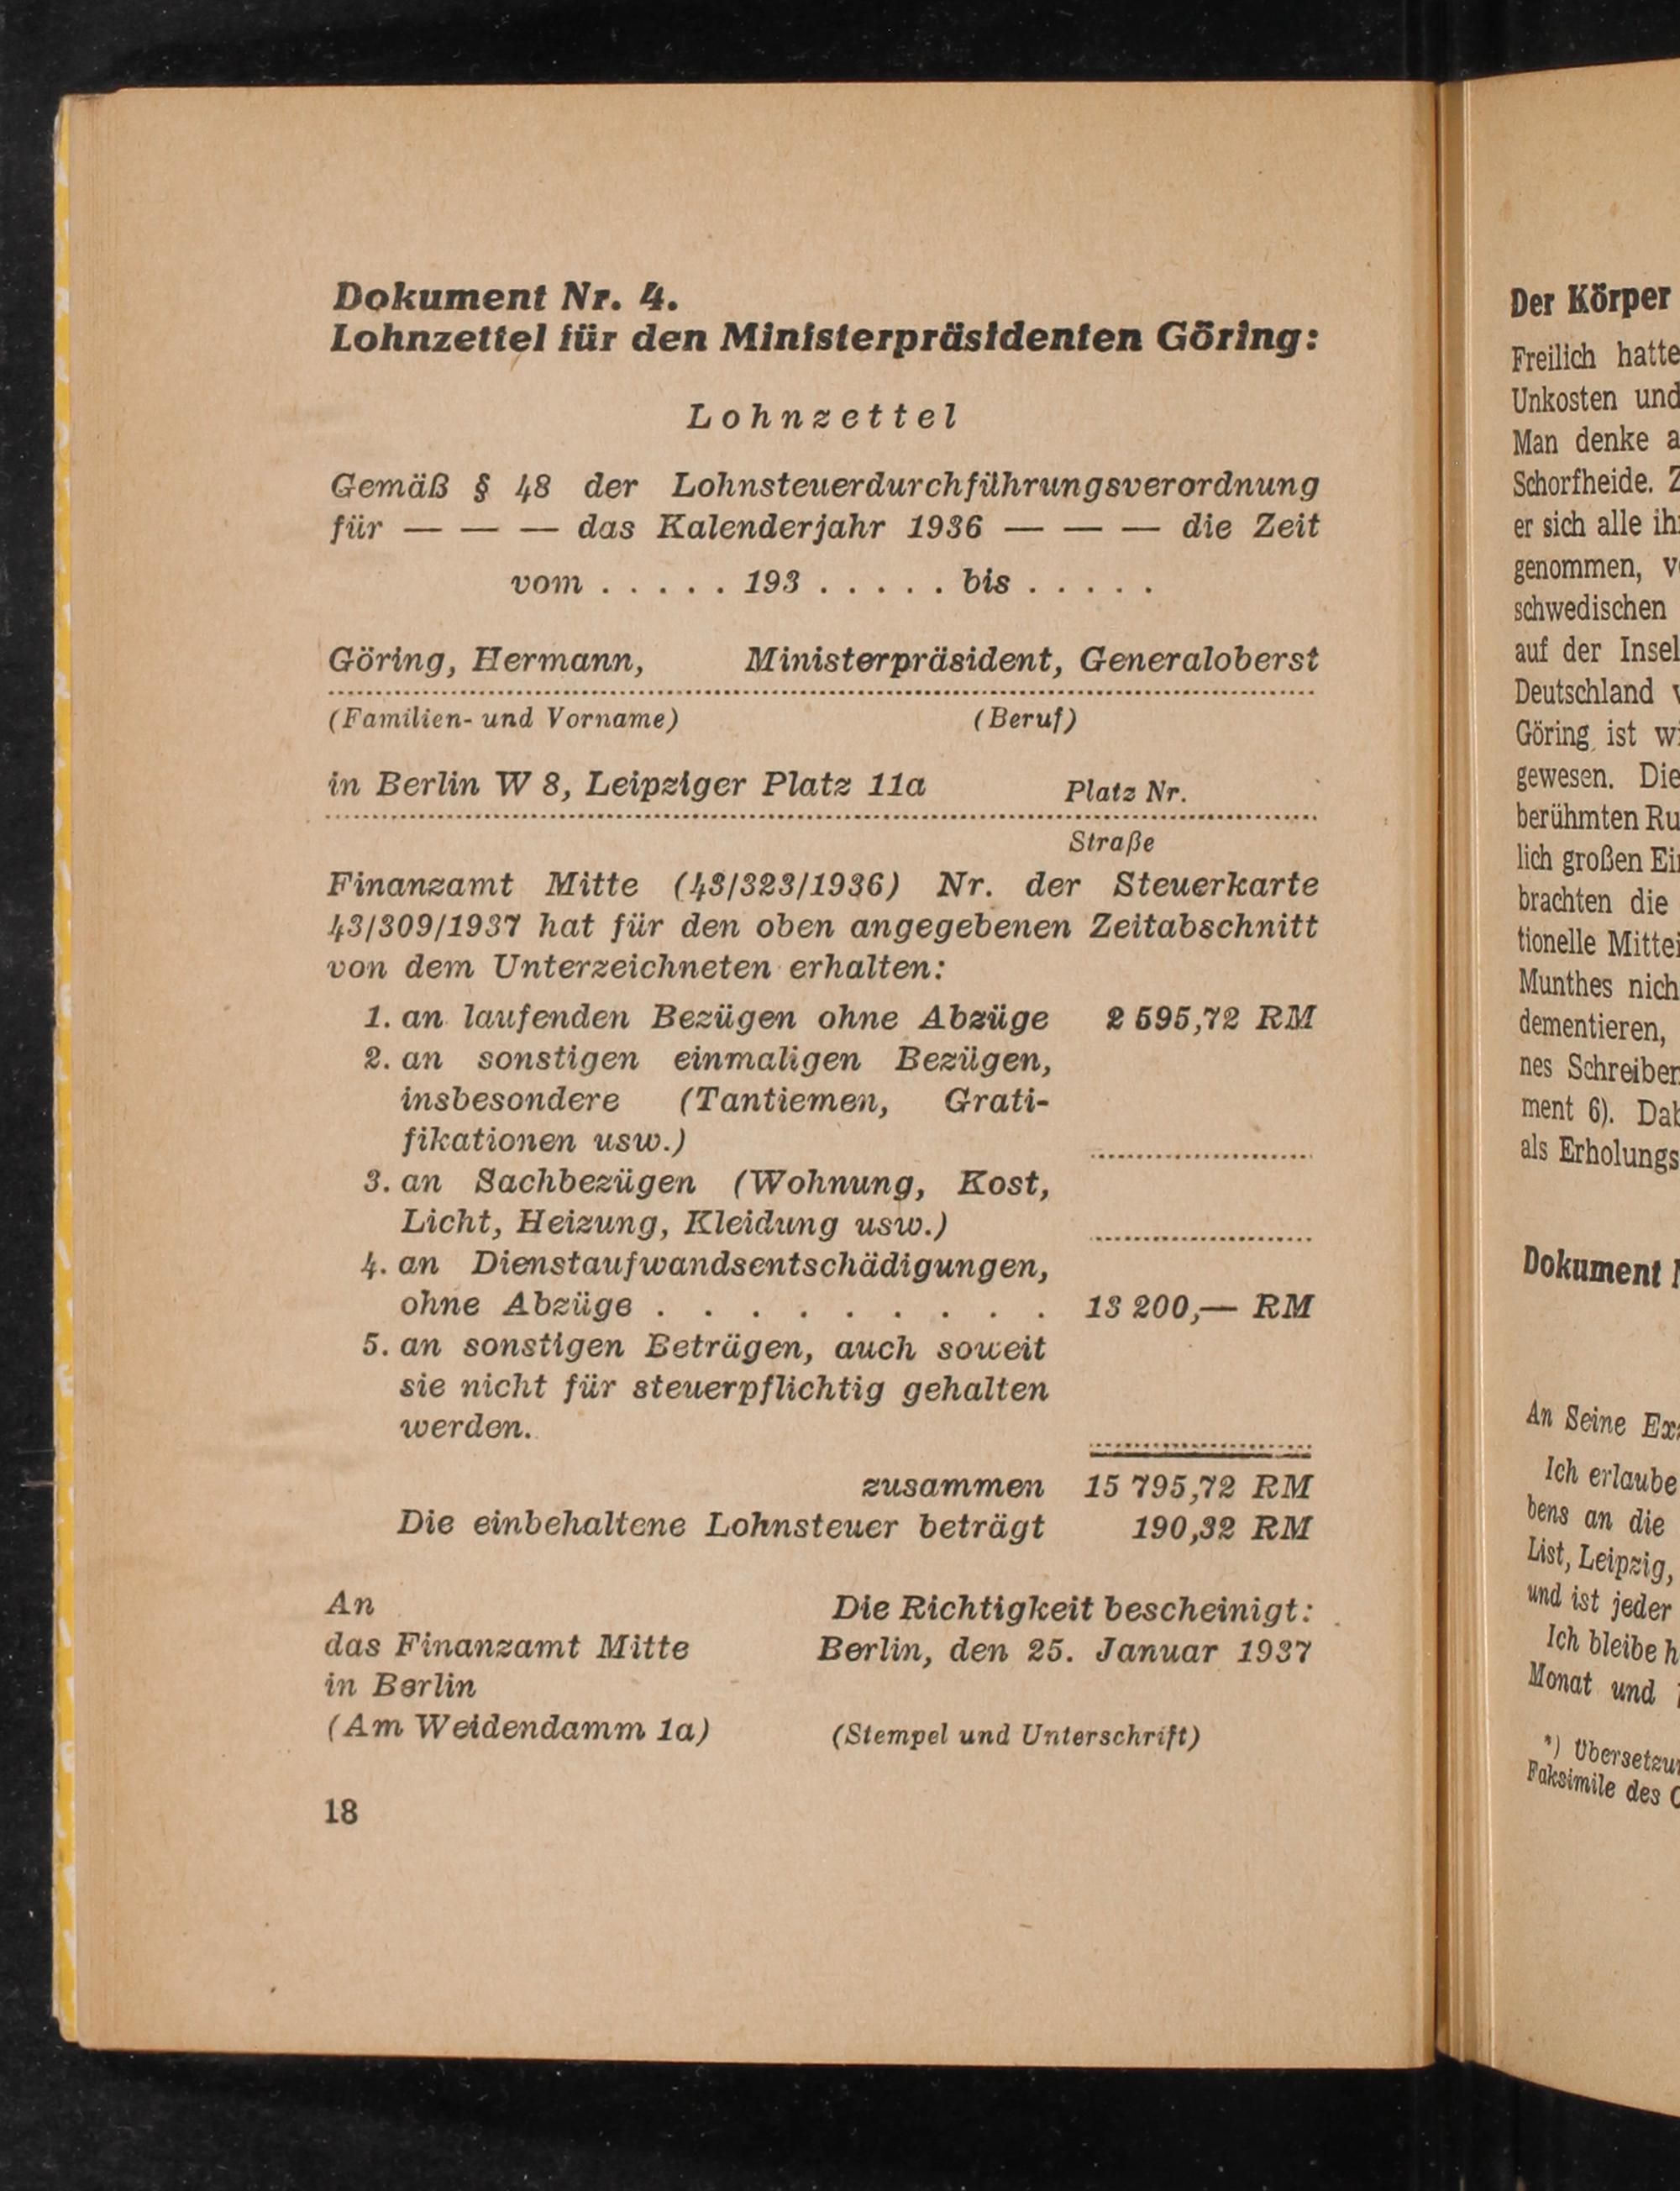 Dokument Nr. 4.
Lohnzettel für den Ministerpräsidenten Göring:
Lohnzettel
Gemäß § 48 der Lohnsteuerdurchführungsverordnung
für — — — das Kalenderjahr 1936 — — — die Zeit
vom . . . . . 193 . . . . . bis . . . . .
Göring, Hermann, Ministerpräsident, Generaloberst
(Familien- und Vorname) (Beruf)
in Berlin W 8, Leipziger Platz 11a Platz Nr.
Straße
Finanzamt Mitte (43/323/1936) Nr. der Steuerkarte
43/309/1937 hat für den oben angegebenen Zeitabschnitt
von dem Unterzeichneten erhalten:
1. an laufenden Bezügen ohne Abzüge 2 595,72 RM
2. an sonstigen einmaligen Bezügen,
insbesondere (Tantiemen, Grati-
fikationen usw.)
3. an Sachbezügen (Wohnung, Kost,
Licht, Heizung, Kleidung usw.)
4. an Dienstaufwandsentschädigungen,
ohne Abzüge . . . . . . . . . 13 200,— RM
5. an sonstigen Beträgen, auch soweit
sie nicht für steuerpflichtig gehalten
werden.
zusammen 15 795,72 RM
Die einbehaltene Lohnsteuer beträgt 190,32 RM
An
das Finanzamt Mitte
in Berlin
(Am Weidendamm 1a)
Die Richtigkeit bescheinigt:
Berlin, den 25. Januar 1937
(Stempel und Unterschrift)
18
Der Körper
Freilich hatte
Unkosten und
Man denke
Schorfheide.
er sich alle
genommen,
schwedischen
auf der Insel
Deutschland
Göring ist
gewesen. Die
berühmten
lich großen
brachten die
tionelle
Munthes
dementieren,
nes
ment 6).
als
Dokument
An Seine
Ich erlaube
bens an die
List, Leipzig,
und ist jeder
Ich bleibe
Monat und
*)
Faksimile des